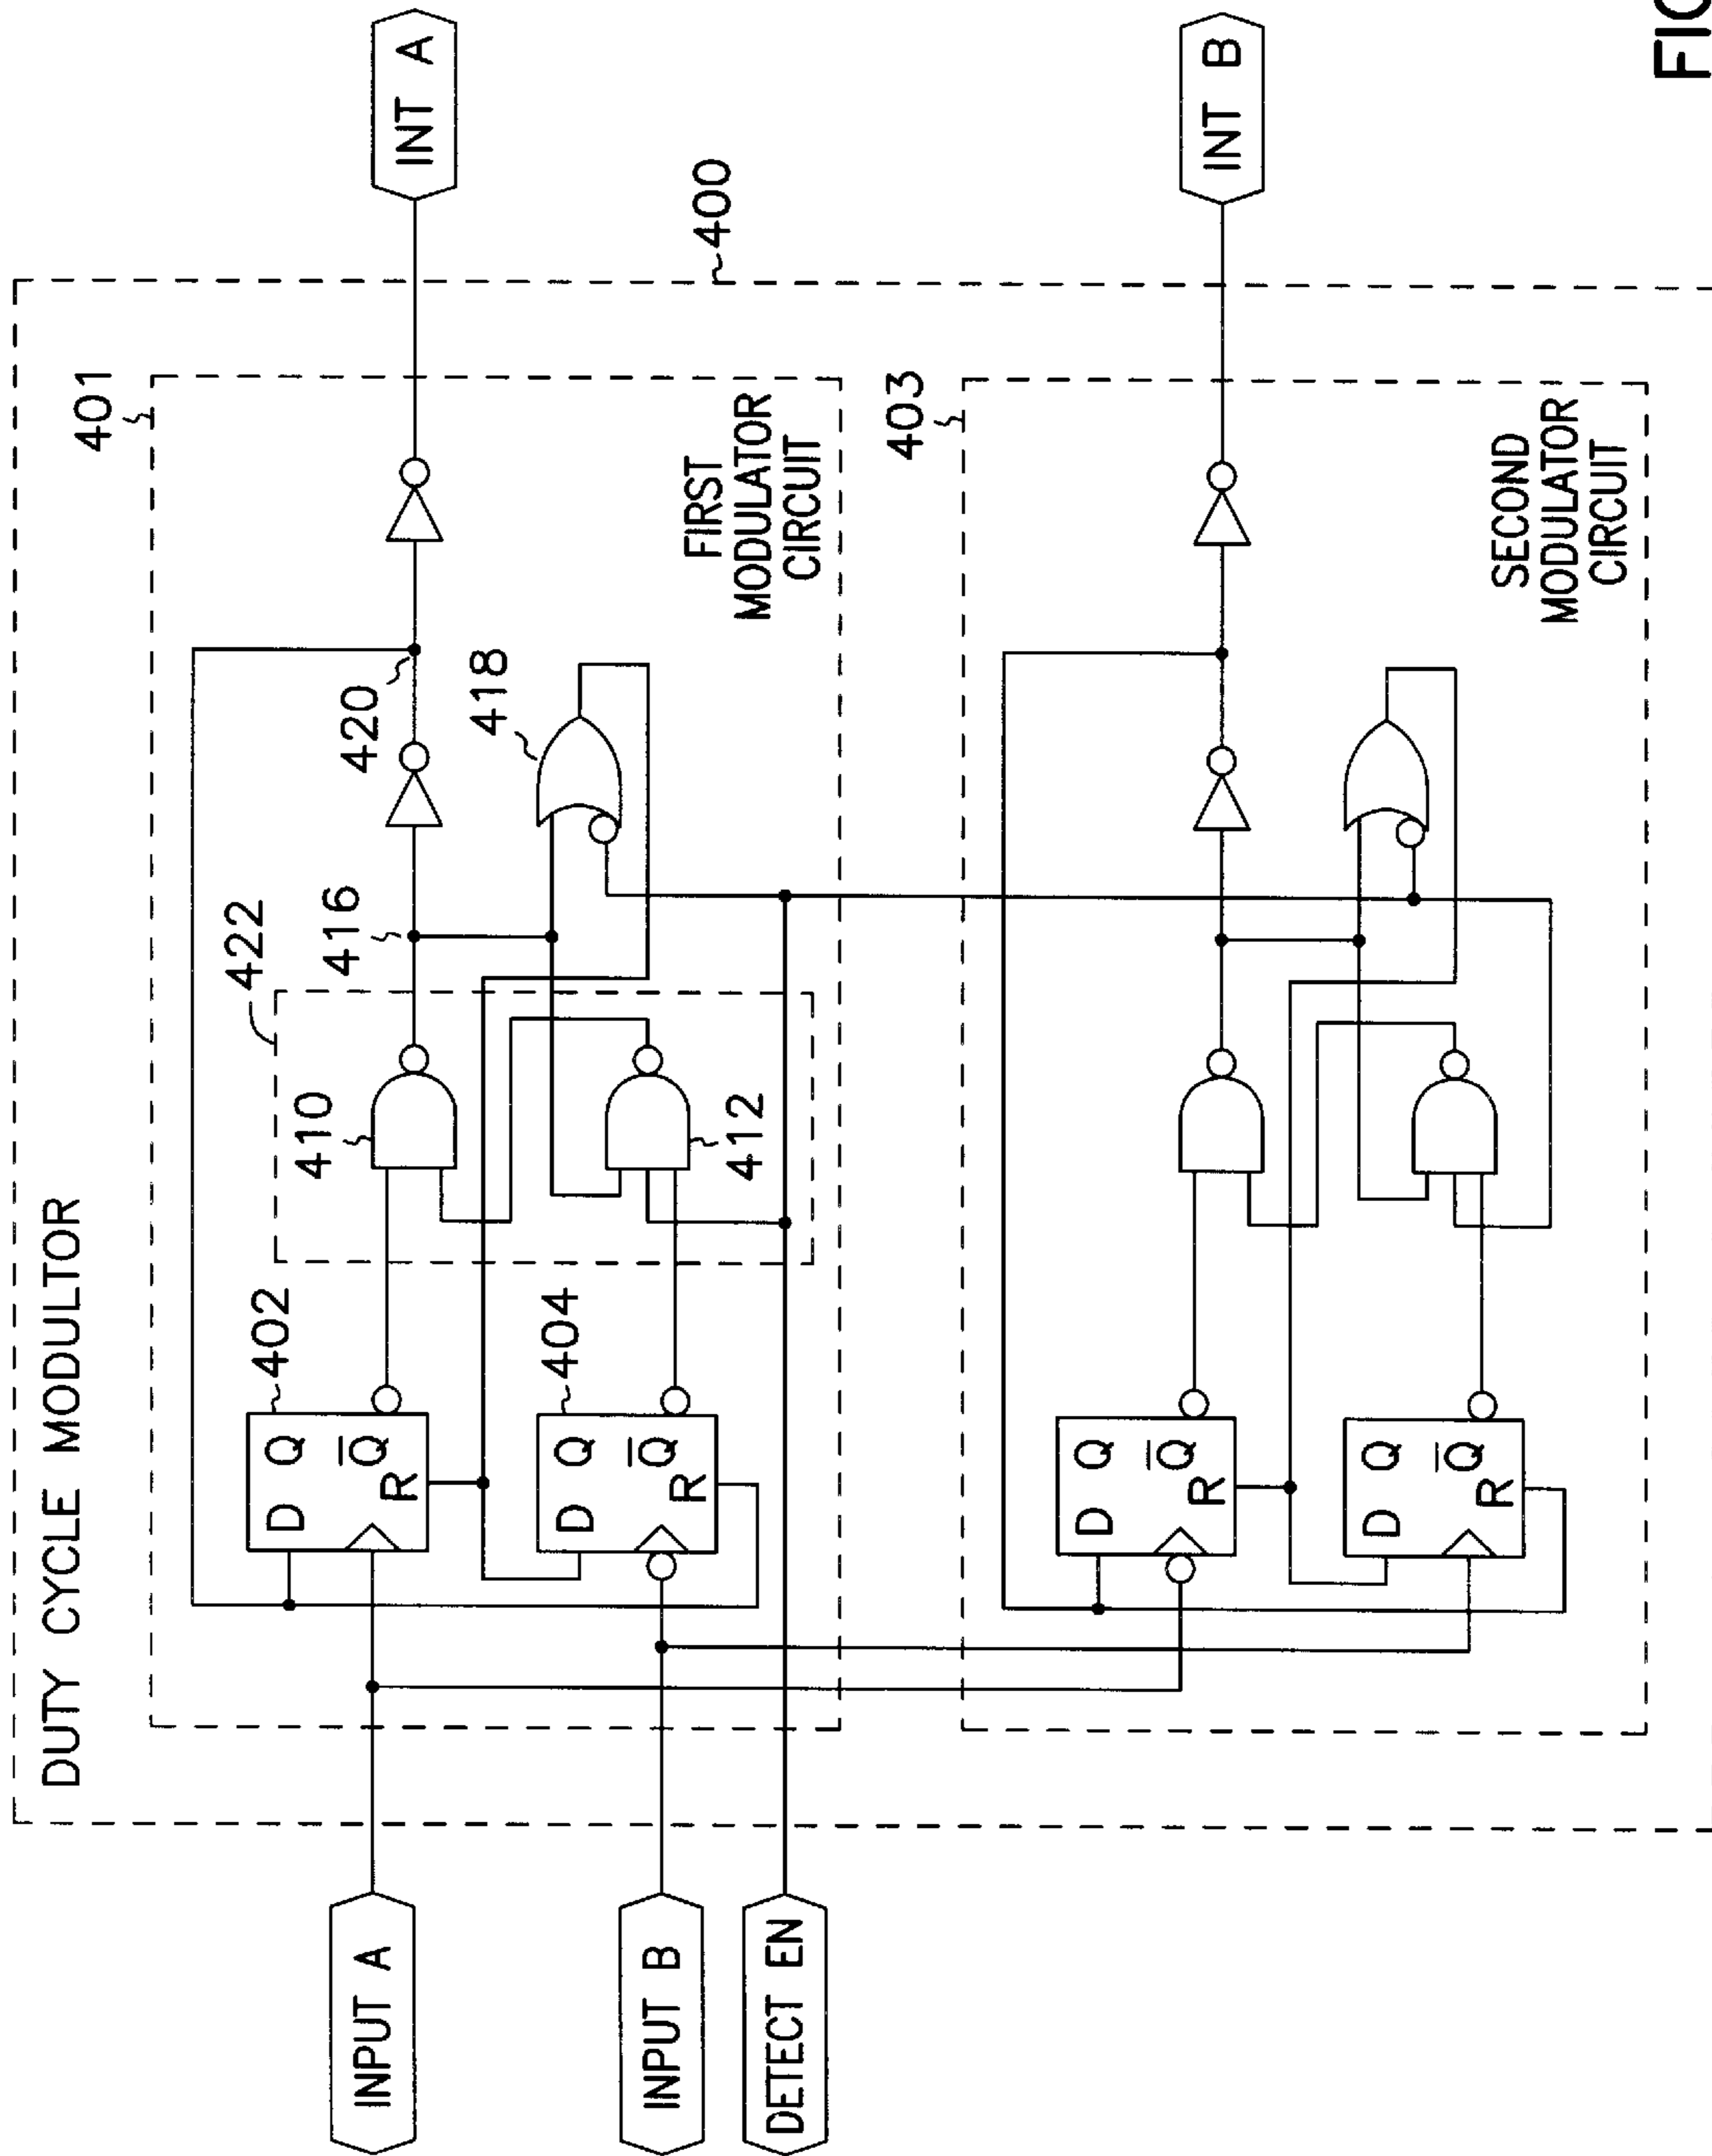 DUTY CYCLE MODULTOR
400
401
402
D Q
Q
R
404
D Q
Q
R
422
410
412
416
420
418
FIRST
MODULATOR
CIRCUIT
403
D Q
Q
R
D Q
Q
R
SECOND
MODULATOR
CIRCUIT
INPUT A
INPUT B
DETECT EN
INT A
INT B